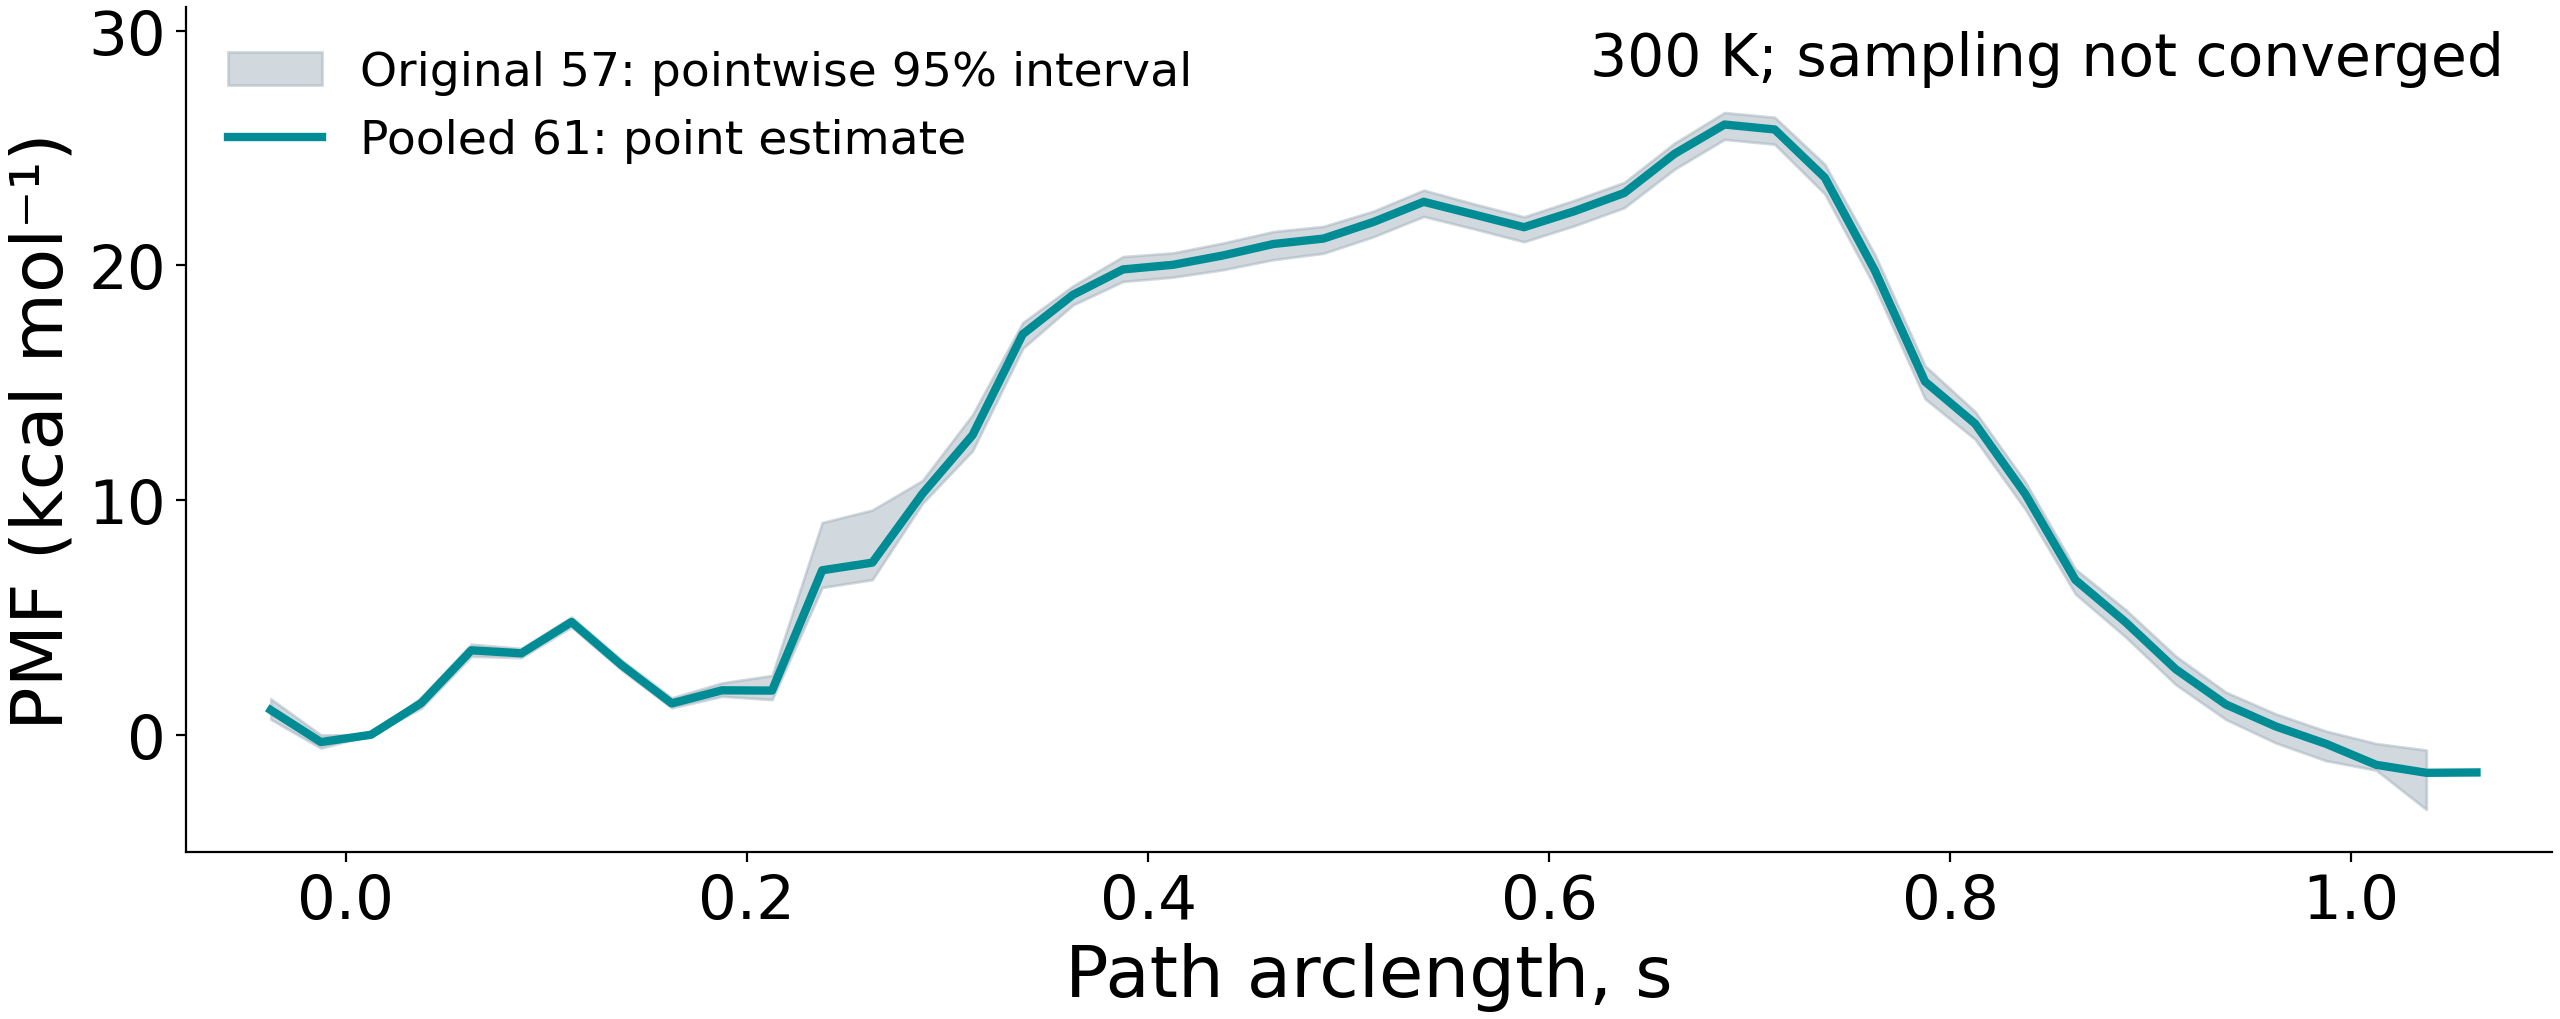 Original 57: pointwise 95% interval
Pooled 61: point estimate
300 K; sampling not converged
PMF (kcal mol⁻¹)
30
20
10
0
0.0 0.2 0.4 0.6 0.8 1.0
Path arclength, s